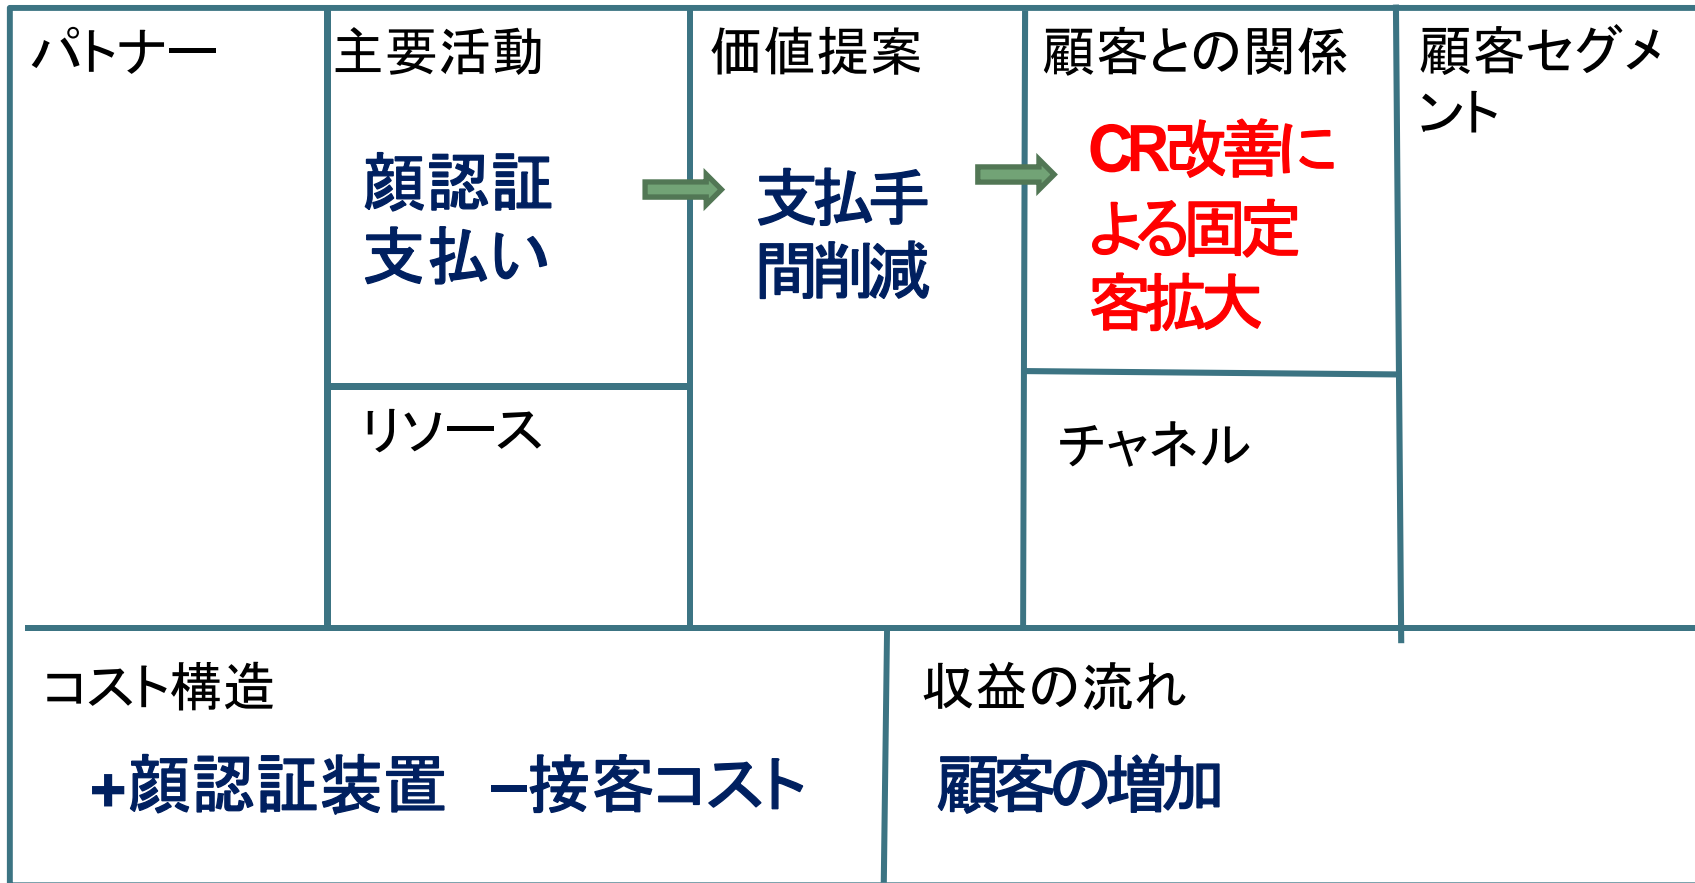 パトナー
主要活動
顔認証
支払い
リソース
価値提案
支払手
間削減
顧客との関係
CR改善に
よる固定
客拡大
チャネル
顧客セグメ
ント
コスト構造
+顔認証装置 −接客コスト
収益の流れ
顧客の増加